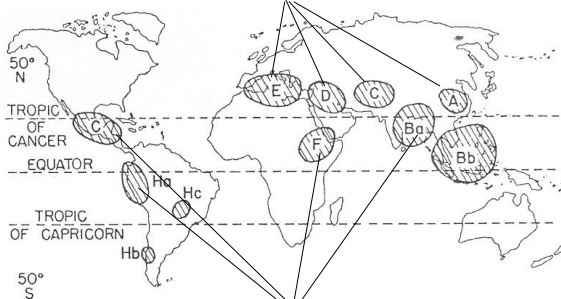 50°
N
TROPIC
OF
CANCER
EQUATOR
TROPIC
OF CAPRICORN
50°
S
E
D
C
A
Ba
Bb
F
C
Ha
Hc
Hb